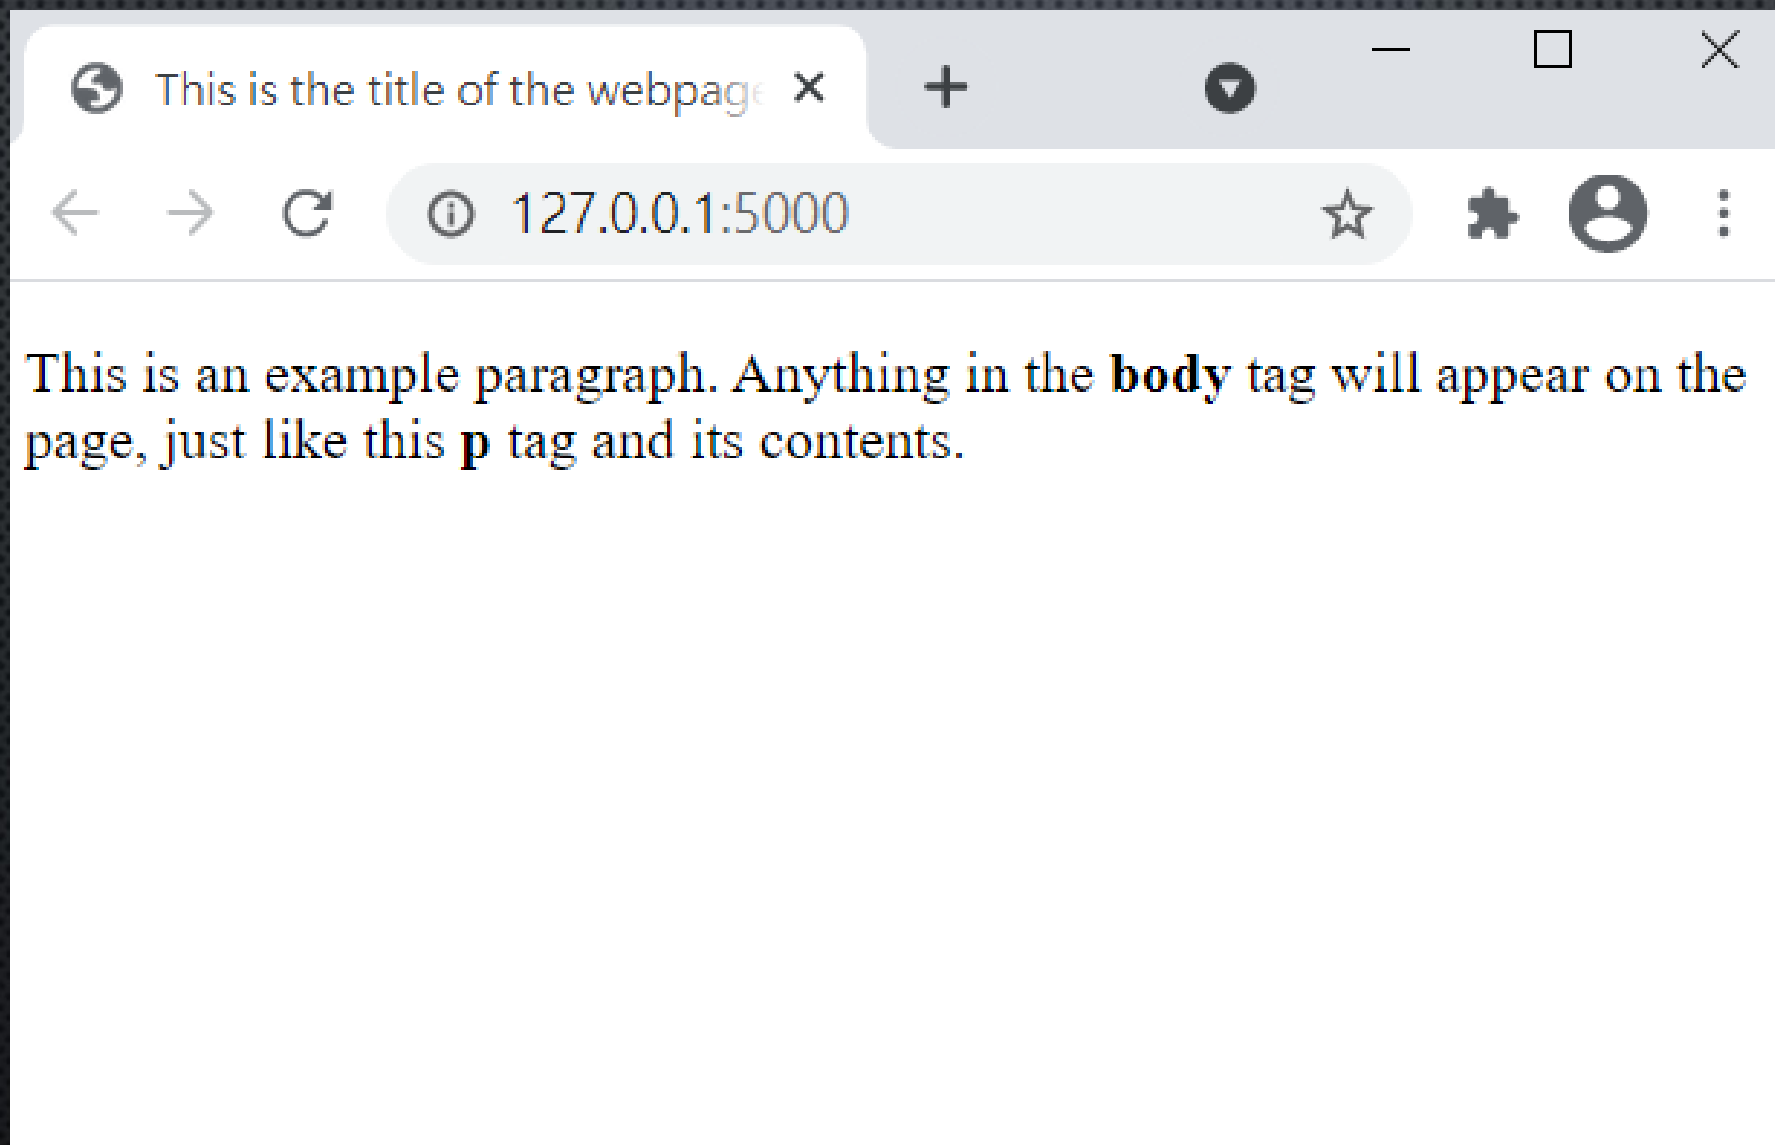 This is the title of the webpage
127.0.0.1:5000
This is an example paragraph. Anything in the body tag will appear on the
page, just like this p tag and its contents.